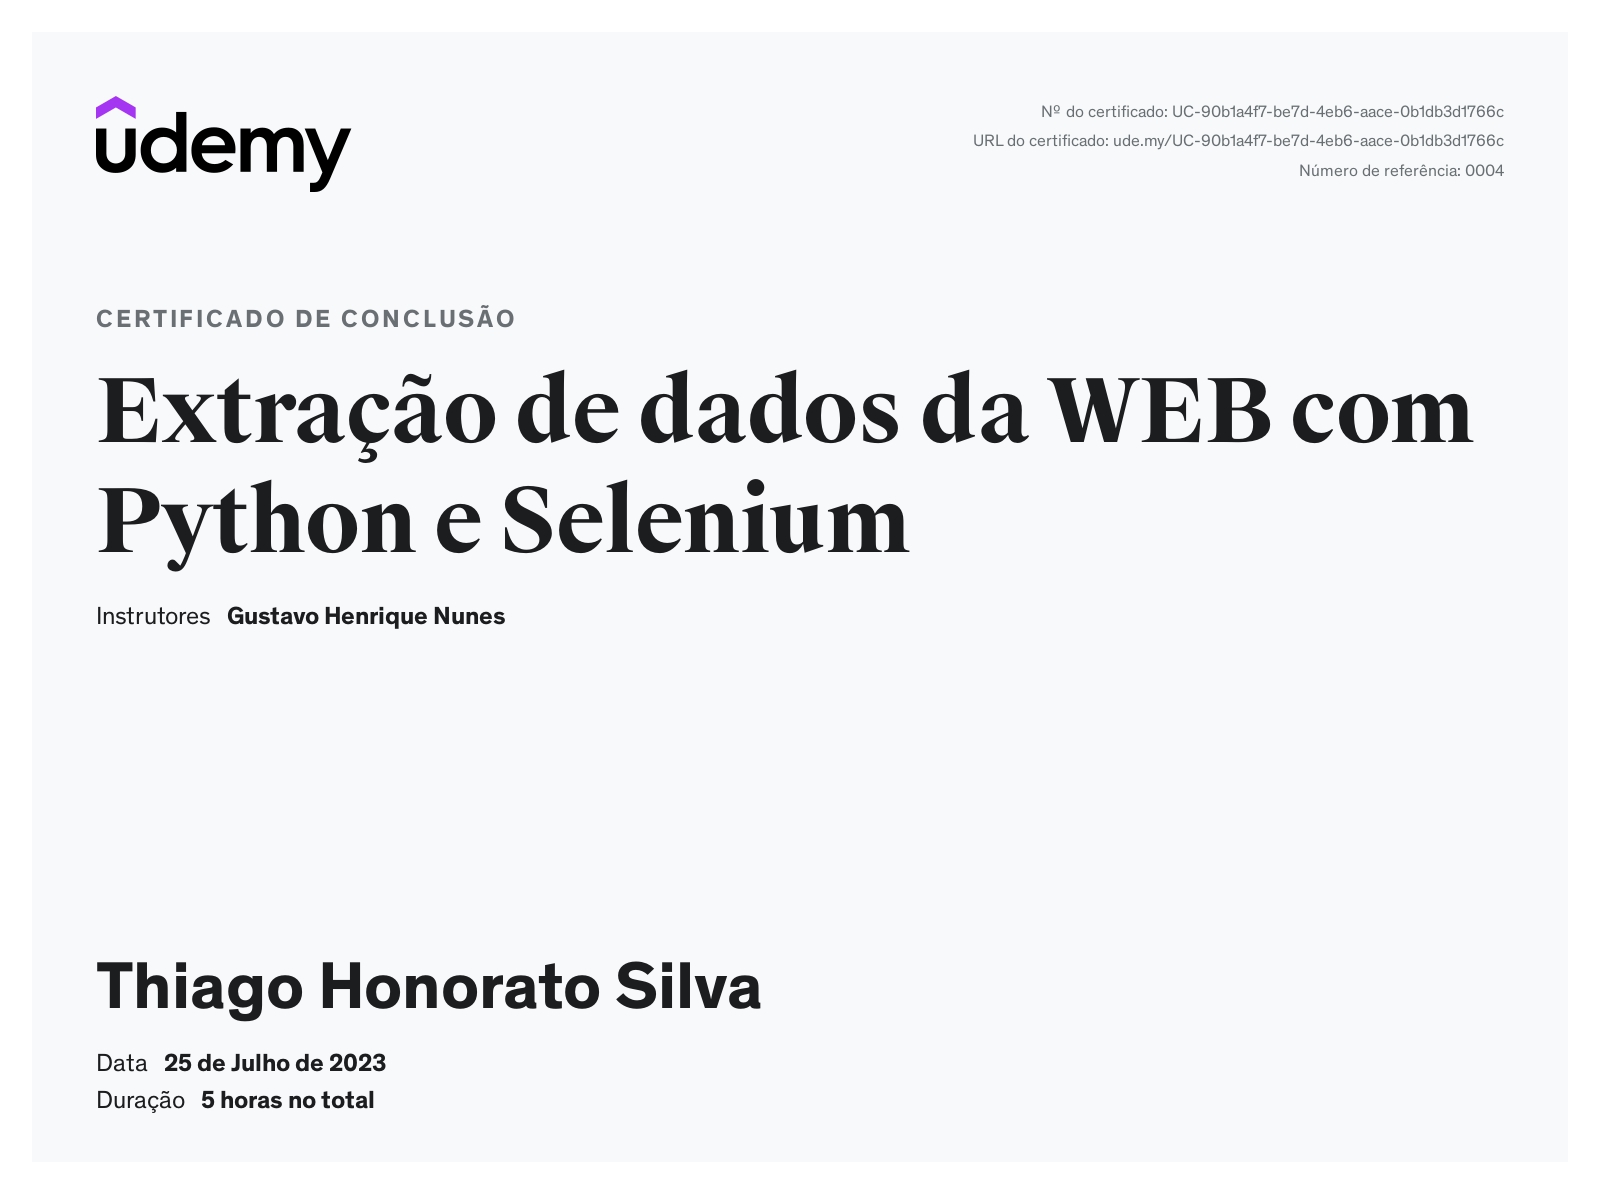 udemy
Nº do certificado: UC-90b1a4f7-be7d-4eb6-aace-0b1db3d1766c
URL do certificado: ude.my/UC-90b1a4f7-be7d-4eb6-aace-0b1db3d1766c
Número de referência: 0004
CERTIFICADO DE CONCLUSÃO
Extração de dados da WEB com
Python e Selenium
Instrutores Gustavo Henrique Nunes
Thiago Honorato Silva
Data 25 de Julho de 2023
Duração 5 horas no total